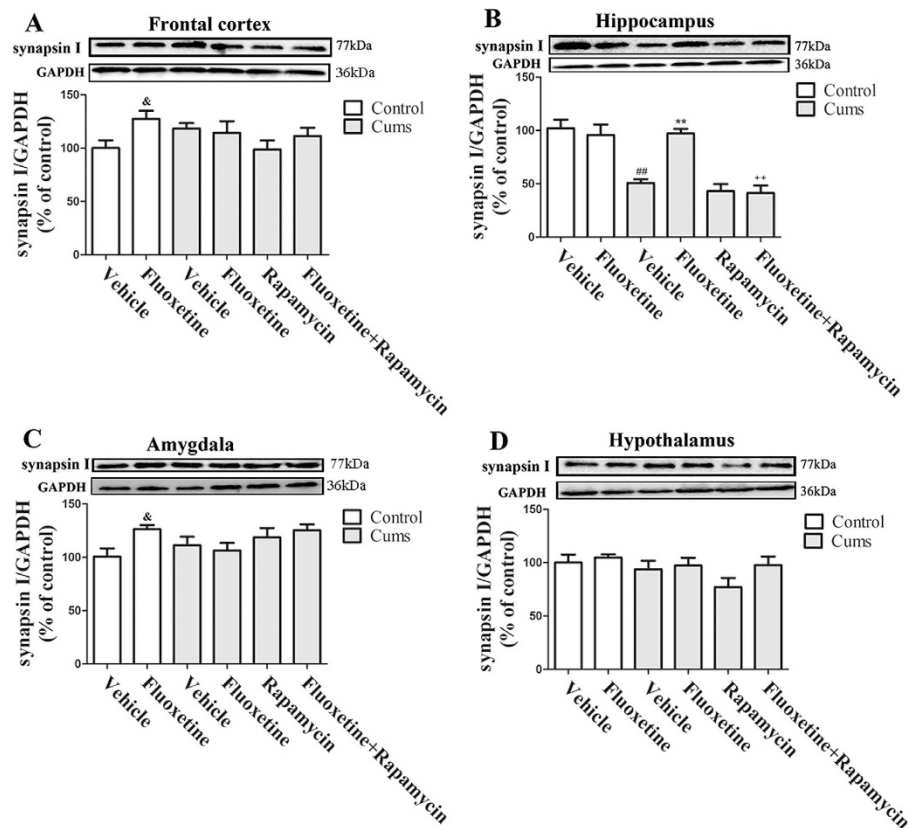 A
Frontal cortex
synapsin I
77kDa
GAPDH
36kDa
synapsin I/GAPDH
(% of control)
150
100
50
0
&
Control
Cums
Vehicle
Fluoxetine
Vehicle
Fluoxetine
Rapamycin
Fluoxetine+Rapamycin
B
Hippocampus
synapsin I
77kDa
GAPDH
36kDa
synapsin I/GAPDH
(% of control)
150
100
50
0
##
**
++
Control
Cums
Vehicle
Fluoxetine
Vehicle
Fluoxetine
Rapamycin
Fluoxetine+Rapamycin
C
Amygdala
synapsin I
77kDa
GAPDH
36kDa
synapsin I/GAPDH
(% of control)
150
100
50
0
&
Control
Cums
Vehicle
Fluoxetine
Vehicle
Fluoxetine
Rapamycin
Fluoxetine+Rapamycin
D
Hypothalamus
synapsin I
77kDa
GAPDH
36kDa
synapsin I/GAPDH
(% of control)
150
100
50
0
Control
Cums
Vehicle
Fluoxetine
Vehicle
Fluoxetine
Rapamycin
Fluoxetine+Rapamycin